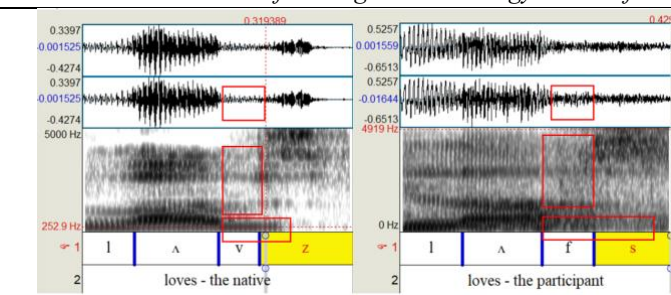 0.319389
0.3397
-0.001525
-0.4274
0.3397
-0.001525
-0.4274
5000 Hz
252.9 Hz
1
l ʌ v z
2
loves - the native
0.5257
0.001559
-0.6513
0.5257
-0.01644
-0.6513
4919 Hz
0 Hz
1
l ʌ f s
2
loves - the participant